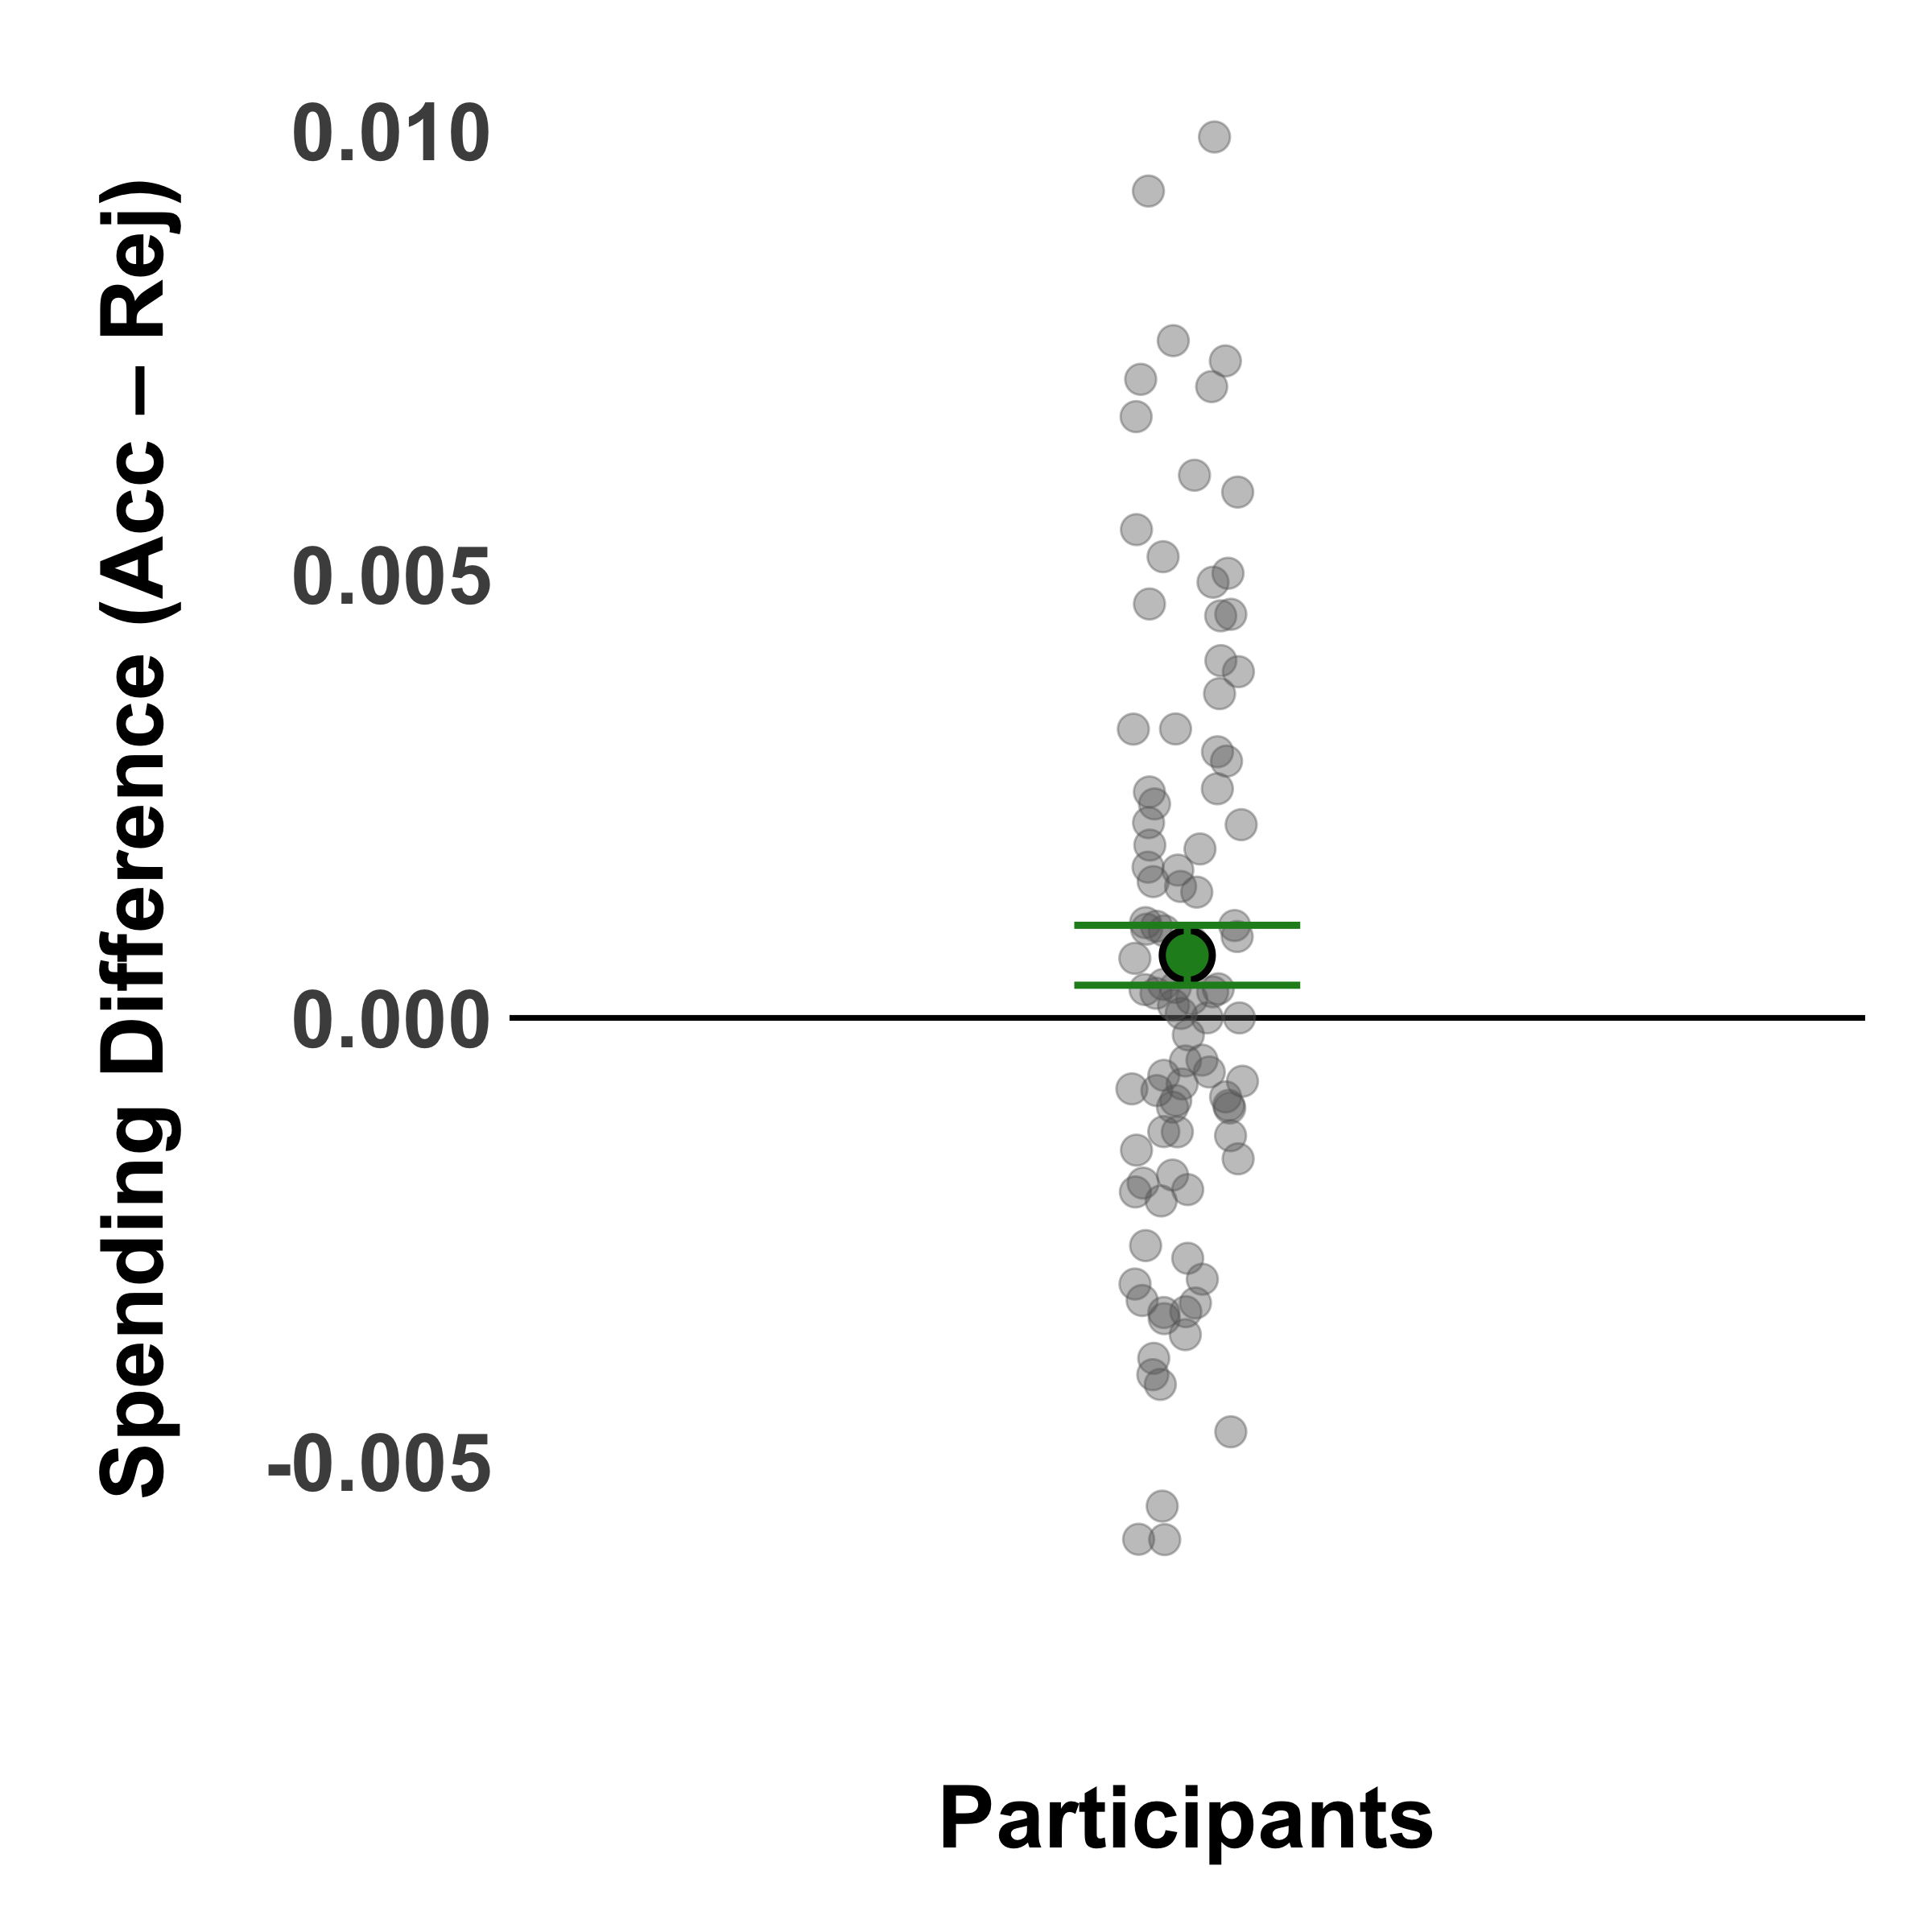 Spending Difference (Acc – Rej)
0.010
0.005
0.000
-0.005
Participants